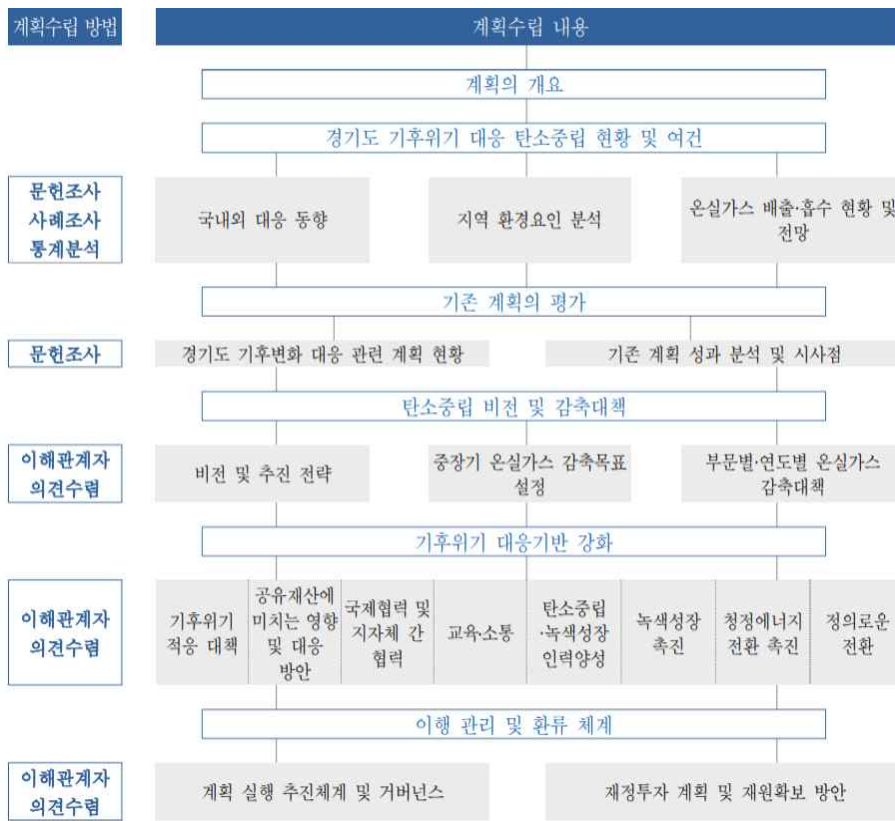 계획수립 방법
계획수립 내용
계획의 개요
경기도 기후위기 대응 탄소중립 현황 및 여건
문헌조사
사례조사
통계분석
국내외 대응 동향
지역 환경요인 분석
온실가스 배출·흡수 현황 및
전망
기존 계획의 평가
문헌조사
경기도 기후변화 대응 관련 계획 현황
기존 계획 성과 분석 및 시사점
탄소중립 비전 및 감축대책
이해관계자
의견수렴
비전 및 추진 전략
중장기 온실가스 감축목표
설정
부문별·연도별 온실가스
감축대책
기후위기 대응기반 강화
이해관계자
의견수렴
기후위기
적응 대책
공유재산에
미치는 영향
및 대응
방안
국제협력 및
지자체 간
협력
교육·소통
탄소중립
·녹색성장
인력양성
녹색성장
촉진
청정에너지
전환 촉진
정의로운
전환
이행 관리 및 환류 체계
이해관계자
의견수렴
계획 실행 추진체계 및 거버넌스
재정투자 계획 및 재원확보 방안